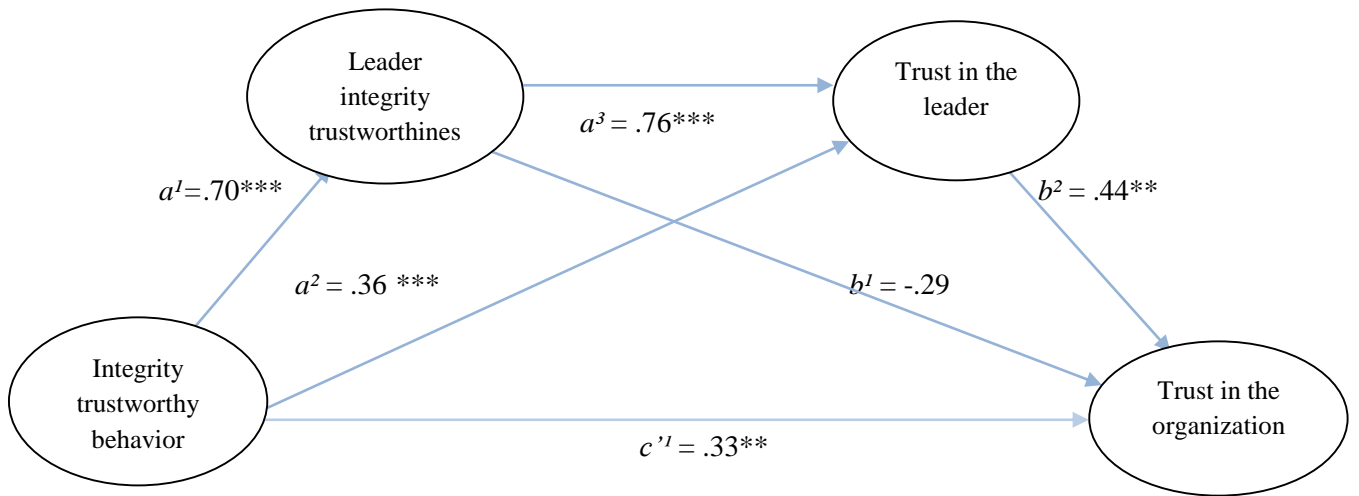 Leader
integrity
trustworthines
Trust in the
leader
a³ = .76***
a¹=.70***
b² = .44**
a² = .36 ***
b¹ = -.29
Integrity
trustworthy
behavior
Trust in the
organization
c’¹ = .33**